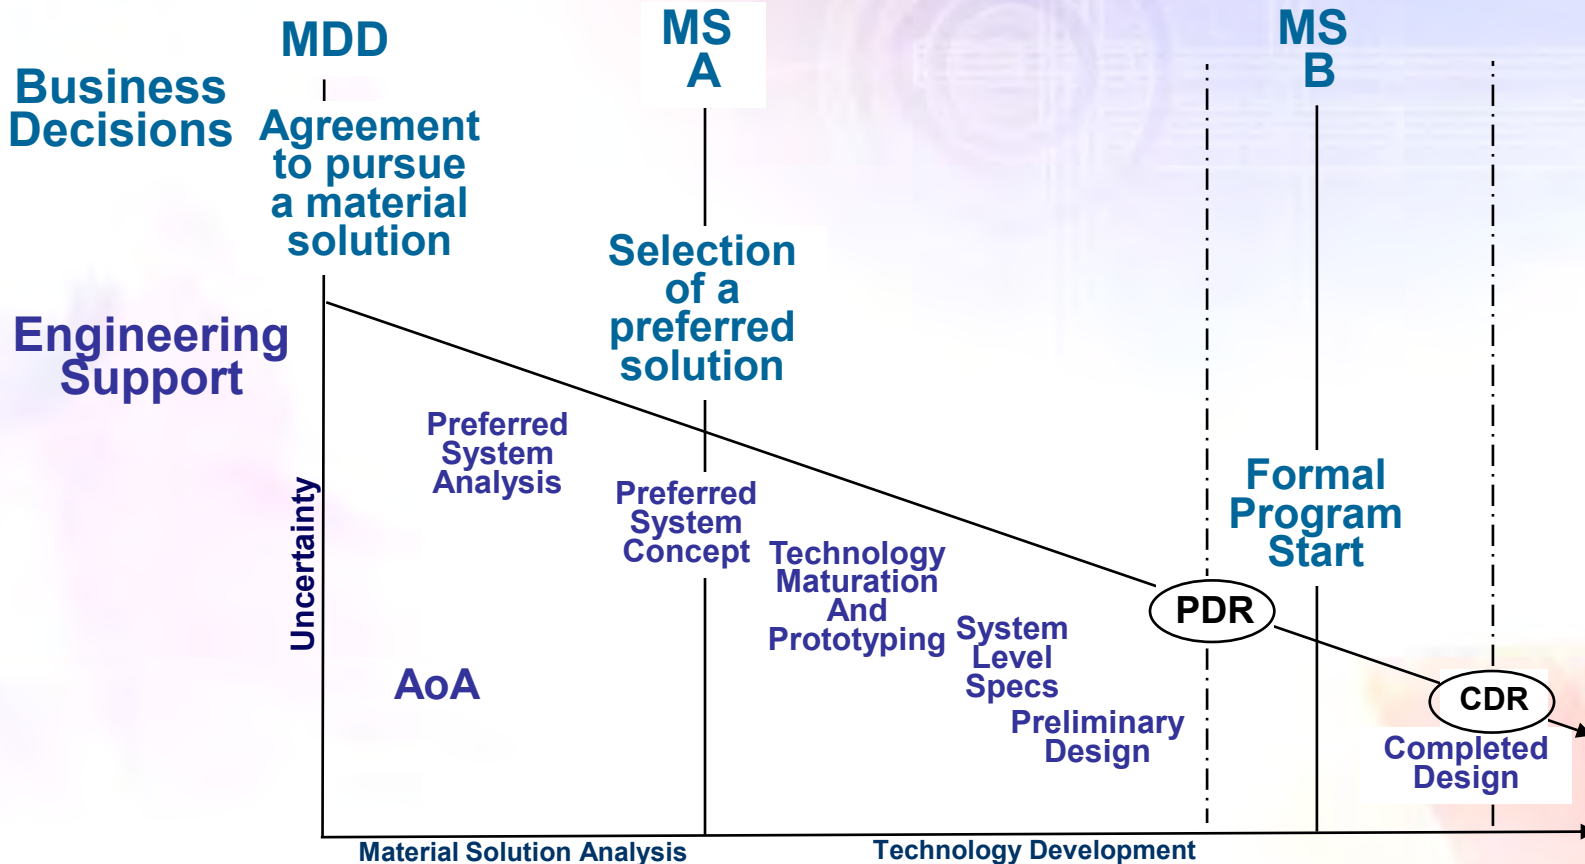 MDD
MS
A
MS
B
Business
Decisions
Agreement
to pursue
a material
solution
Selection
of a
preferred
solution
Formal
Program
Start
Engineering
Support
Uncertainty
Preferred
System
Analysis
AoA
Preferred
System
Concept
Technology
Maturation
And
Prototyping
System
Level
Specs
Preliminary
Design
PDR
CDR
Completed
Design
Material Solution Analysis
Technology Development